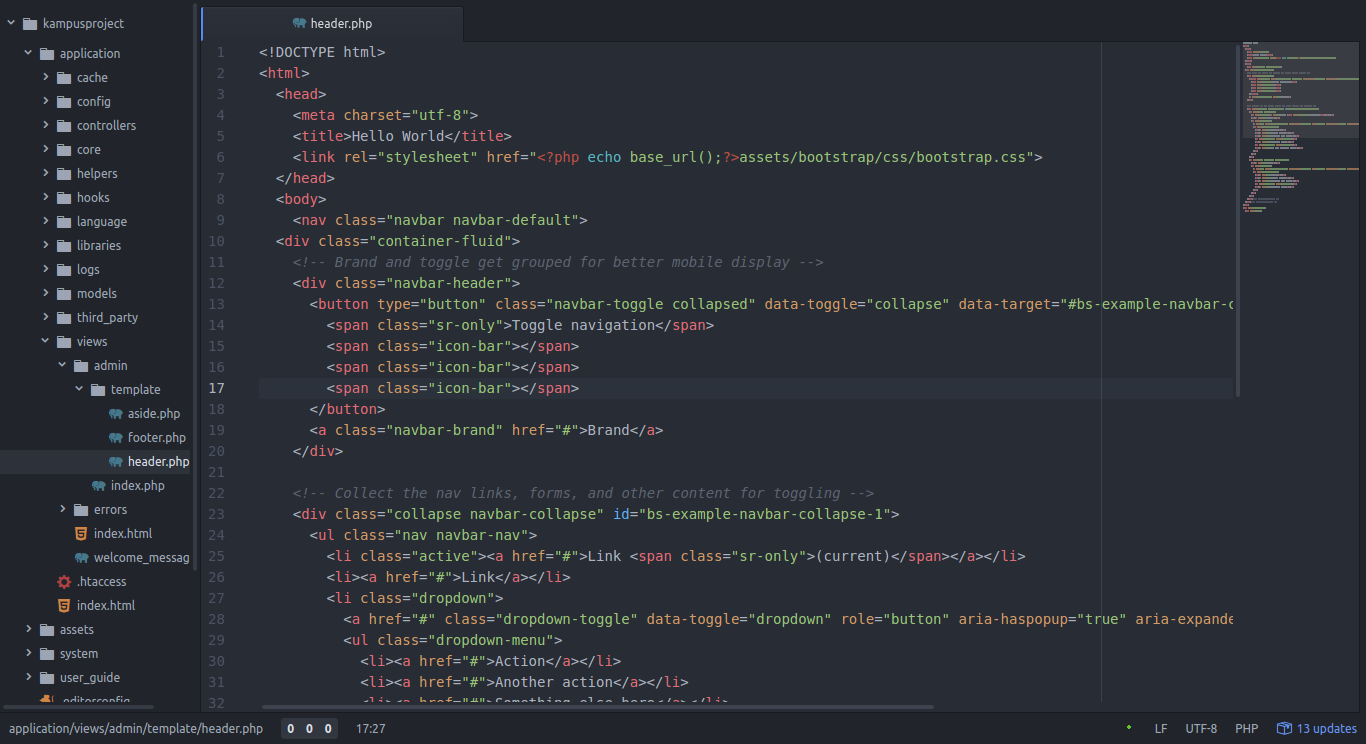 kampusproject
application
cache
config
controllers
core
helpers
hooks
language
libraries
logs
models
third_party
views
admin
template
aside.php
footer.php
header.php
index.php
errors
index.html
welcome_messag
.htaccess
index.html
assets
system
user_guide
.editorconfig
header.php
1 <!DOCTYPE html>
2 <html>
3 <head>
4 <meta charset="utf-8">
5 <title>Hello World</title>
6 <link rel="stylesheet" href="<?php echo base_url();?>assets/bootstrap/css/bootstrap.css">
7 </head>
8 <body>
9 <nav class="navbar navbar-default">
10 <div class="container-fluid">
11 <!-- Brand and toggle get grouped for better mobile display -->
12 <div class="navbar-header">
13 <button type="button" class="navbar-toggle collapsed" data-toggle="collapse" data-target="#bs-example-navbar-c
14 <span class="sr-only">Toggle navigation</span>
15 <span class="icon-bar"></span>
16 <span class="icon-bar"></span>
17 <span class="icon-bar"></span>
18 </button>
19 <a class="navbar-brand" href="#">Brand</a>
20 </div>
21
22 <!-- Collect the nav links, forms, and other content for toggling -->
23 <div class="collapse navbar-collapse" id="bs-example-navbar-collapse-1">
24 <ul class="nav navbar-nav">
25 <li class="active"><a href="#">Link <span class="sr-only">(current)</span></a></li>
26 <li><a href="#">Link</a></li>
27 <li class="dropdown">
28 <a href="#" class="dropdown-toggle" data-toggle="dropdown" role="button" aria-haspopup="true" aria-expande
29 <ul class="dropdown-menu">
30 <li><a href="#">Action</a></li>
31 <li><a href="#">Another action</a></li>
32 <li><a href="#">Something else here</a></li>
application/views/admin/template/header.php 0 0 0 17:27 LF UTF-8 PHP 13 updates